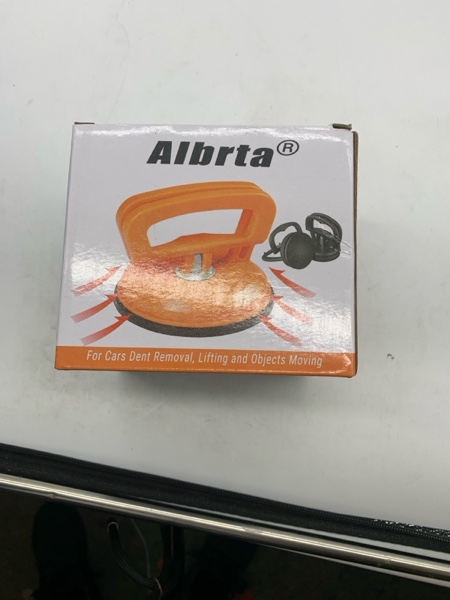 Albrta®
For Cars Dent Removal, Lifting and Objects Moving